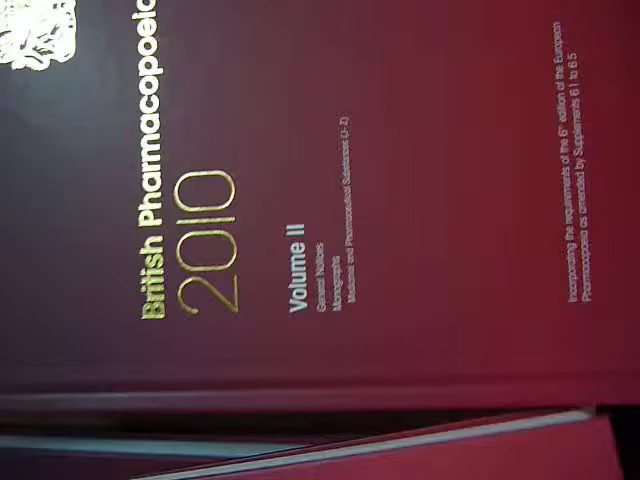 British Pharmacopoeia
2010
Volume II
General Notices
Monographs
Medicinal and Pharmaceutical Substances (J-Z)
Incorporating the requirements of the 6th edition of the European
Pharmacopoeia as amended by Supplements 6.1 to 6.5